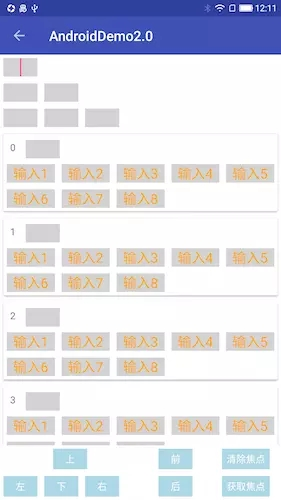 12:11
AndroidDemo2.0
0
输入1 输入2 输入3 输入4 输入5
输入6 输入7 输入8
1
输入1 输入2 输入3 输入4 输入5
输入6 输入7 输入8
2
输入1 输入2 输入3 输入4 输入5
输入6 输入7 输入8
3
输入1 输入2 输入3 输入4 输入5
上 前 清除焦点
左 下 右 后 获取焦点